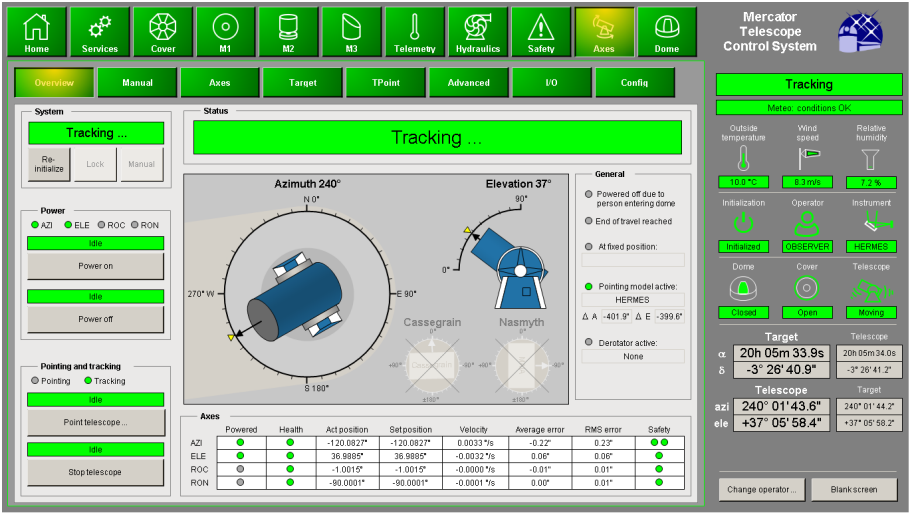 Home
Services
Cover
M1
M2
M3
Telemetry
Hydraulics
Safety
Axes
Dome
Mercator
Telescope
Control System
Overview
Manual
Axes
Target
TPoint
Advanced
I/O
Config
Tracking
Meteo: conditions OK
System
Tracking ...
Re-
initialize
Lock
Manual
Status
Tracking ...
Power
AZI
ELE
ROC
RON
Idle
Power on
Idle
Power off
Pointing and tracking
Pointing
Tracking
Idle
Point telescope...
Idle
Stop telescope
Azimuth 240°
N 0°
270° W
E 90°
S 180°
Elevation 37°
90°
0°
Cassegrain
0°
+90°
-90°
Cassegrain
±180°
Nasmyth
0°
+90°
-90°
±180°
General
Powered off due to
person entering dome
End of travel reached
At fixed position:
Pointing model active:
HERMES
Δ A -401.9" Δ E -399.6"
Derotator active:
None
Axes
Powered Health Act position Set position Velocity Average error RMS error Safety
AZI -120.0827° -120.0827° 0.0033 °/s -0.22" 0.23"
ELE 36.9885° 36.9885° -0.0032 °/s 0.06" 0.06"
ROC -1.0015° -1.0015° -0.0000 °/s -0.01" 0.01"
RON -90.0001° -90.0001° -0.0001 °/s 0.00" 0.01"
Outside
temperature
Wind
speed
Relative
humidity
10.0 °C
8.3 m/s
7.2 %
Initialization
Operator
Instrument
Initialized
OBSERVER
HERMES
Dome
Cover
Telescope
Closed
Open
Moving
Target
Telescope
α 20h 05m 33.9s 20h 05m 34.0s
δ -3° 26' 40.9" -3° 26' 41.2"
Telescope
Target
azi 240° 01' 43.6" 240° 01' 44.2"
ele +37° 05' 58.4" +37° 05' 58.2"
Change operator...
Blank screen